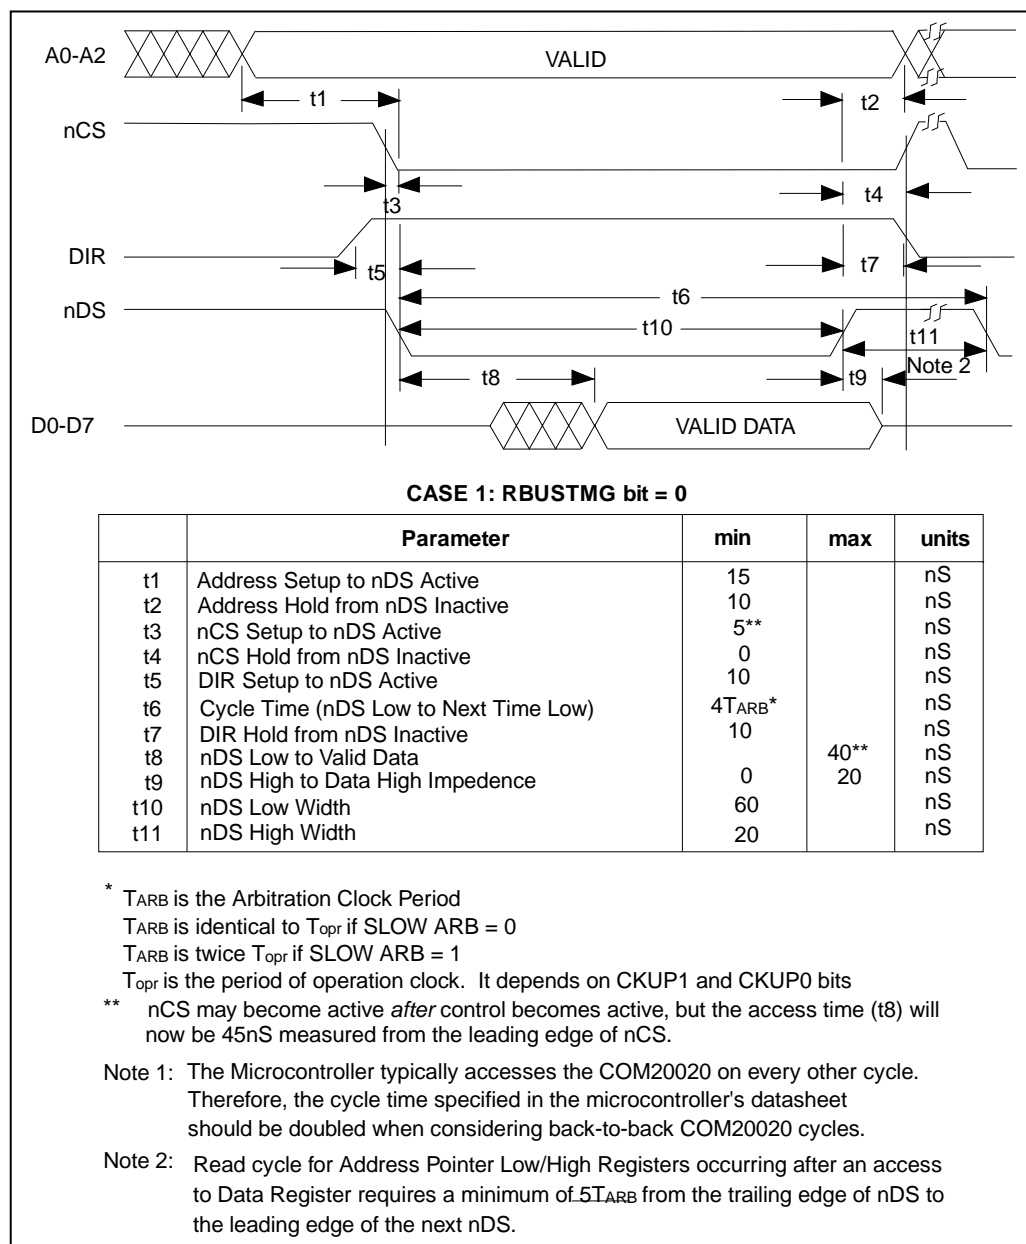 A0-A2
VALID
t1
t2
nCS
t3
t4
DIR
t5
t7
t6
nDS
t10
t11
Note 2
t8
t9
D0-D7
VALID DATA
CASE 1: RBUSTMG bit = 0
Parameter min max units
t1 Address Setup to nDS Active 15 nS
t2 Address Hold from nDS Inactive 10 nS
t3 nCS Setup to nDS Active 5** nS
t4 nCS Hold from nDS Inactive 0 nS
t5 DIR Setup to nDS Active 10 nS
t6 Cycle Time (nDS Low to Next Time Low) 4TARB* nS
t7 DIR Hold from nDS Inactive 10 nS
t8 nDS Low to Valid Data 40** nS
t9 nDS High to Data High Impedence 0 20 nS
t10 nDS Low Width 60 nS
t11 nDS High Width 20 nS
* TARB is the Arbitration Clock Period
TARB is identical to Topr if SLOW ARB = 0
TARB is twice Topr if SLOW ARB = 1
Topr is the period of operation clock. It depends on CKUP1 and CKUP0 bits
** nCS may become active after control becomes active, but the access time (t8) will
now be 45nS measured from the leading edge of nCS.
Note 1: The Microcontroller typically accesses the COM20020 on every other cycle.
Therefore, the cycle time specified in the microcontroller's datasheet
should be doubled when considering back-to-back COM20020 cycles.
Note 2: Read cycle for Address Pointer Low/High Registers occurring after an access
to Data Register requires a minimum of 5TARB from the trailing edge of nDS to
the leading edge of the next nDS.